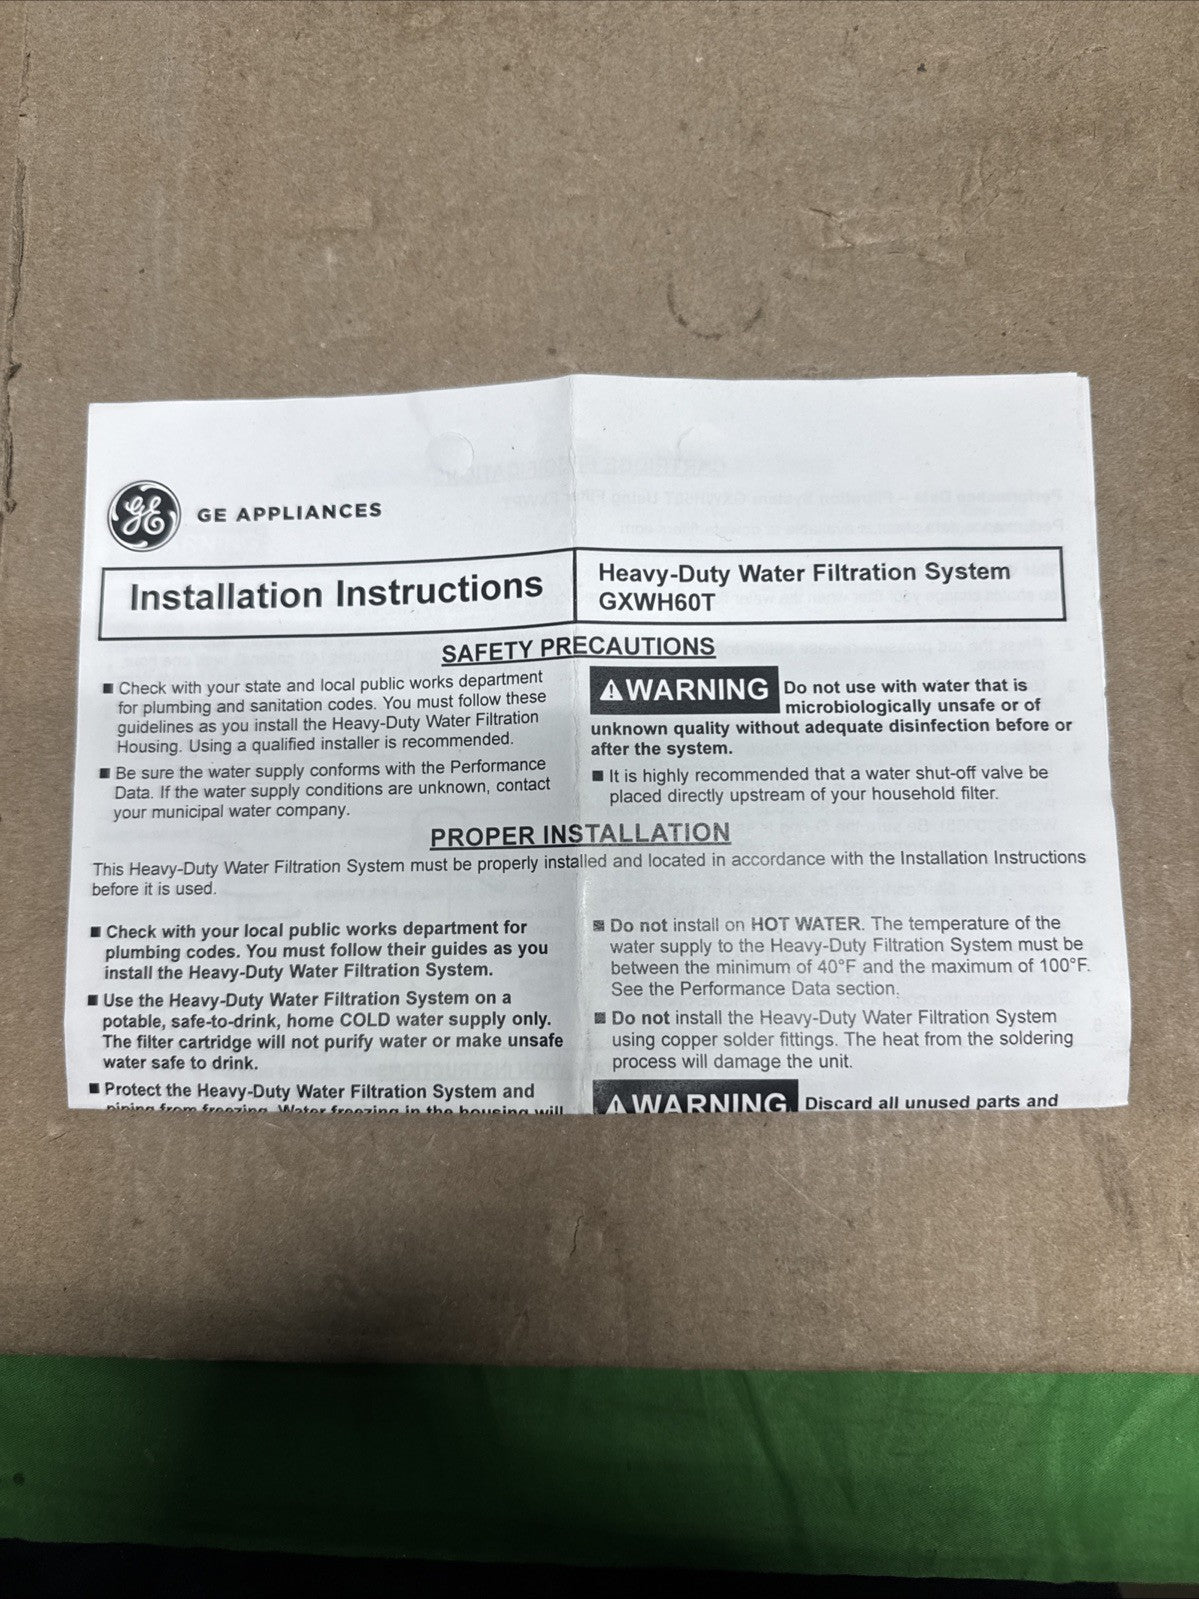 GE APPLIANCES
Installation Instructions
Heavy-Duty Water Filtration System
GXWH60T
SAFETY PRECAUTIONS
■ Check with your state and local public works department
for plumbing and sanitation codes. You must follow these
guidelines as you install the Heavy-Duty Water Filtration
Housing. Using a qualified installer is recommended.
■ Be sure the water supply conforms with the Performance
Data. If the water supply conditions are unknown, contact
your municipal water company.
⚠WARNING Do not use with water that is
microbiologically unsafe or of
unknown quality without adequate disinfection before or
after the system.
■ It is highly recommended that a water shut-off valve be
placed directly upstream of your household filter.
PROPER INSTALLATION
This Heavy-Duty Water Filtration System must be properly installed and located in accordance with the Installation Instructions
before it is used.
■ Check with your local public works department for
plumbing codes. You must follow their guides as you
install the Heavy-Duty Water Filtration System.
■ Use the Heavy-Duty Water Filtration System on a
potable, safe-to-drink, home COLD water supply only.
The filter cartridge will not purify water or make unsafe
water safe to drink.
■ Protect the Heavy-Duty Water Filtration System and
piping from freezing. Water freezing in the housing will
■ Do not install on HOT WATER. The temperature of the
water supply to the Heavy-Duty Filtration System must be
between the minimum of 40°F and the maximum of 100°F.
See the Performance Data section.
■ Do not install the Heavy-Duty Water Filtration System
using copper solder fittings. The heat from the soldering
process will damage the unit.
⚠WARNING Discard all unused parts and